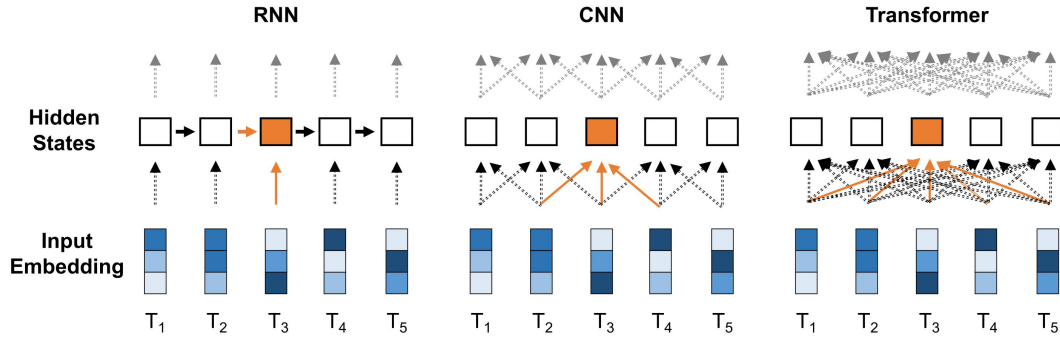 RNN CNN Transformer
Hidden
States
Input
Embedding
T1 T2 T3 T4 T5 T1 T2 T3 T4 T5 T1 T2 T3 T4 T5